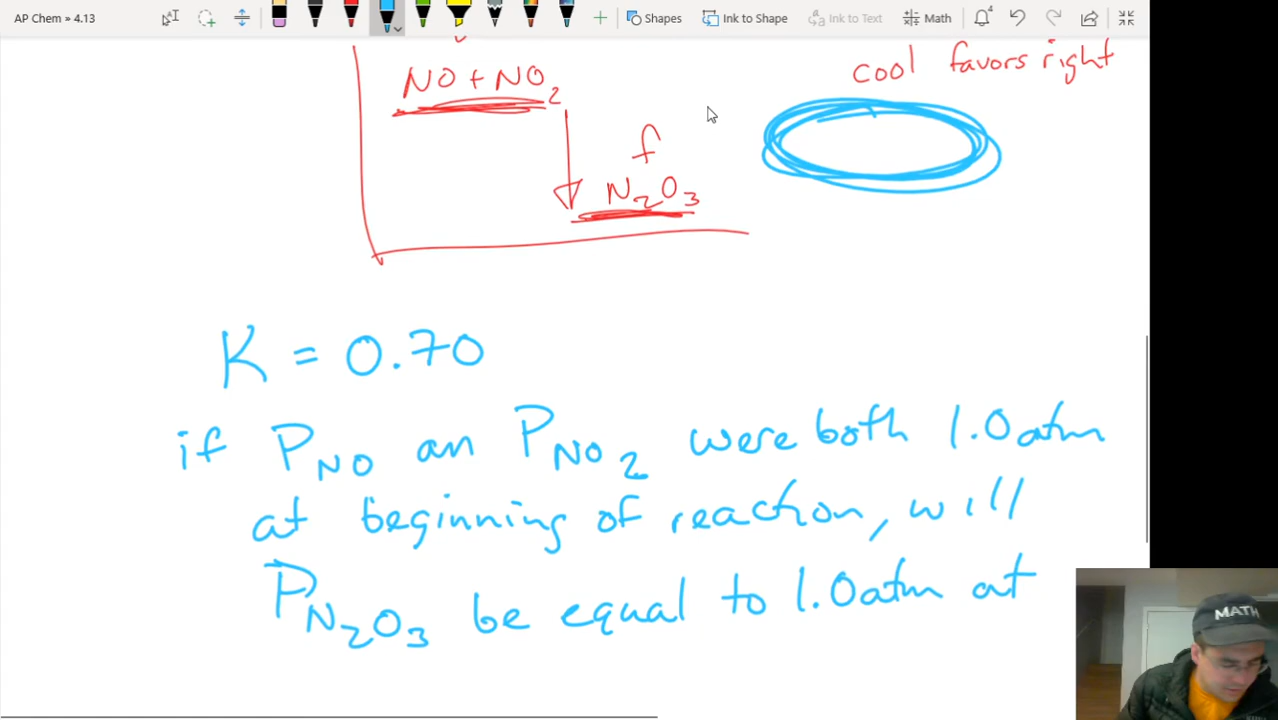 AP Chem » 4.13
Shapes
Ink to Shape
Ink to Text
Math
4
cool favors right
NO + NO2
f
N2O3
K = 0.70
if PNO an PNO2 were both 1.0atm
at beginning of reaction, will
PN2O3 be equal to 1.0atm at
MATH